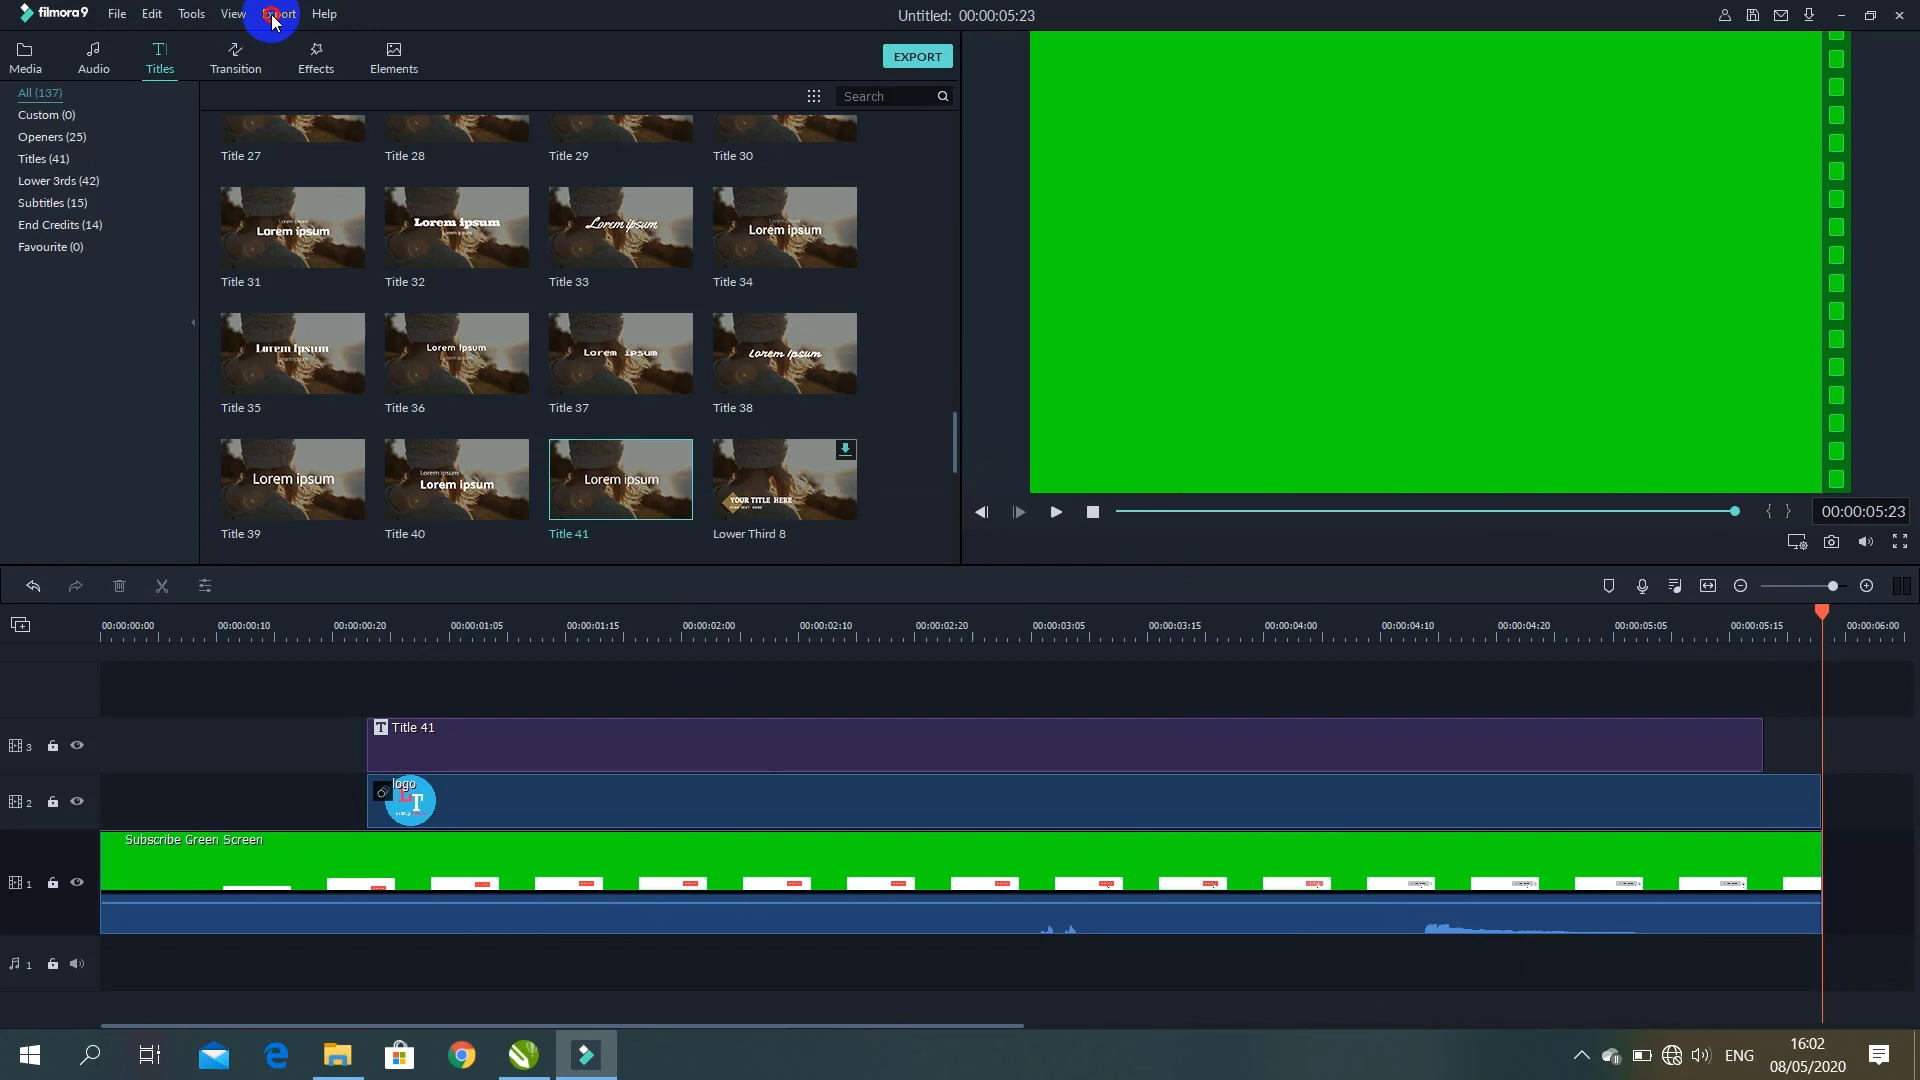 filmora9 File Edit Tools View Export Help
Untitled: 00:00:05:23
Media Audio Titles Transition Effects Elements
EXPORT
All (137)
Custom (0)
Openers (25)
Titles (41)
Lower 3rds (42)
Subtitles (15)
End Credits (14)
Favourite (0)
Search
Title 27 Title 28 Title 29 Title 30
Lorem ipsum
Lorem ipsum
Lorem ipsum
Lorem ipsum
Title 31 Title 32 Title 33 Title 34
Lorem Ipsum
Lorem Ipsum
Lorem ipsum
Lorem Ipsum
Title 35 Title 36 Title 37 Title 38
Lorem ipsum
Lorem ipsum
Lorem ipsum
Lorem ipsum
YOUR TITLE HERE
Title 39 Title 40 Title 41 Lower Third 8
00:00:05:23
00:00:00:00 00:00:00:10 00:00:00:20 00:00:01:05 00:00:01:15 00:00:02:00 00:00:02:10 00:00:02:20 00:00:03:05 00:00:03:15 00:00:04:00 00:00:04:10 00:00:04:20 00:00:05:05 00:00:05:15 00:00:06:00
T Title 41
3
logo
LT
2
Subscribe Green Screen
1
1
ENG
16:02
08/05/2020